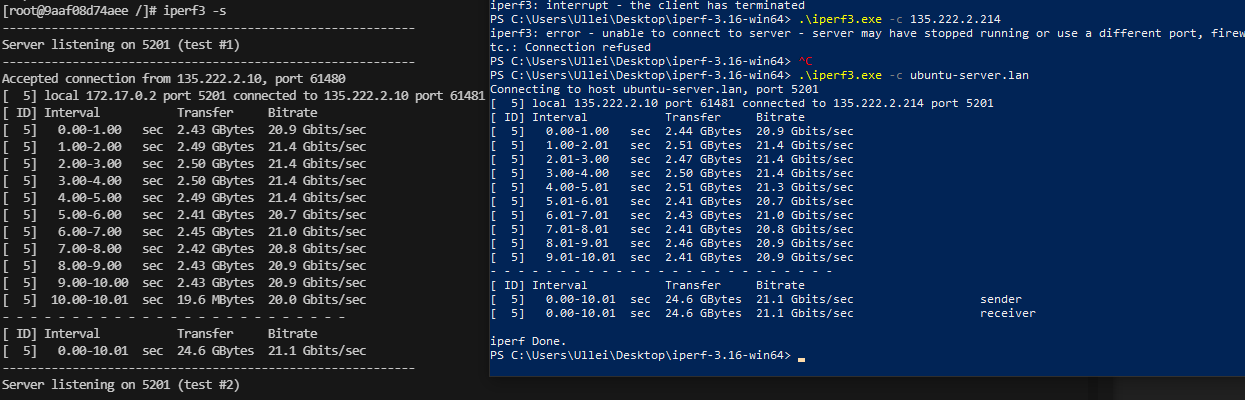 [root@9aaf08d74aee /]# iperf3 -s
-----------------------------------------------------------
Server listening on 5201 (test #1)
-----------------------------------------------------------
Accepted connection from 135.222.2.10, port 61480
[  5] local 172.17.0.2 port 5201 connected to 135.222.2.10 port 61481
[ ID] Interval           Transfer     Bitrate
[  5]   0.00-1.00   sec  2.43 GBytes  20.9 Gbits/sec
[  5]   1.00-2.00   sec  2.49 GBytes  21.4 Gbits/sec
[  5]   2.00-3.00   sec  2.50 GBytes  21.4 Gbits/sec
[  5]   3.00-4.00   sec  2.50 GBytes  21.4 Gbits/sec
[  5]   4.00-5.00   sec  2.49 GBytes  21.4 Gbits/sec
[  5]   5.00-6.00   sec  2.41 GBytes  20.7 Gbits/sec
[  5]   6.00-7.00   sec  2.45 GBytes  21.0 Gbits/sec
[  5]   7.00-8.00   sec  2.42 GBytes  20.8 Gbits/sec
[  5]   8.00-9.00   sec  2.43 GBytes  20.9 Gbits/sec
[  5]   9.00-10.00  sec  2.43 GBytes  20.9 Gbits/sec
[  5]  10.00-10.01  sec  19.6 MBytes  20.0 Gbits/sec
- - - - - - - - - - - - - - - - - - - - - - - - -
[ ID] Interval           Transfer     Bitrate
[  5]   0.00-10.01  sec  24.6 GBytes  21.1 Gbits/sec
-----------------------------------------------------------
Server listening on 5201 (test #2)
iperf3: interrupt - the client has terminated
PS C:\Users\Ullei\Desktop\iperf-3.16-win64> .\iperf3.exe -c 135.222.2.214
iperf3: error - unable to connect to server - server may have stopped running or use a different port, firew
tc.: Connection refused
PS C:\Users\Ullei\Desktop\iperf-3.16-win64> ^C
PS C:\Users\Ullei\Desktop\iperf-3.16-win64> .\iperf3.exe -c ubuntu-server.lan
Connecting to host ubuntu-server.lan, port 5201
[  5] local 135.222.2.10 port 61481 connected to 135.222.2.214 port 5201
[ ID] Interval           Transfer     Bitrate
[  5]   0.00-1.00   sec  2.44 GBytes  20.9 Gbits/sec
[  5]   1.00-2.01   sec  2.51 GBytes  21.4 Gbits/sec
[  5]   2.01-3.00   sec  2.47 GBytes  21.4 Gbits/sec
[  5]   3.00-4.00   sec  2.50 GBytes  21.4 Gbits/sec
[  5]   4.00-5.01   sec  2.51 GBytes  21.3 Gbits/sec
[  5]   5.01-6.01   sec  2.41 GBytes  20.7 Gbits/sec
[  5]   6.01-7.01   sec  2.43 GBytes  21.0 Gbits/sec
[  5]   7.01-8.01   sec  2.41 GBytes  20.8 Gbits/sec
[  5]   8.01-9.01   sec  2.46 GBytes  20.9 Gbits/sec
[  5]   9.01-10.01  sec  2.41 GBytes  20.9 Gbits/sec
- - - - - - - - - - - - - - - - - - - - - - - - -
[ ID] Interval           Transfer     Bitrate
[  5]   0.00-10.01  sec  24.6 GBytes  21.1 Gbits/sec                  sender
[  5]   0.00-10.01  sec  24.6 GBytes  21.1 Gbits/sec                  receiver
iperf Done.
PS C:\Users\Ullei\Desktop\iperf-3.16-win64>